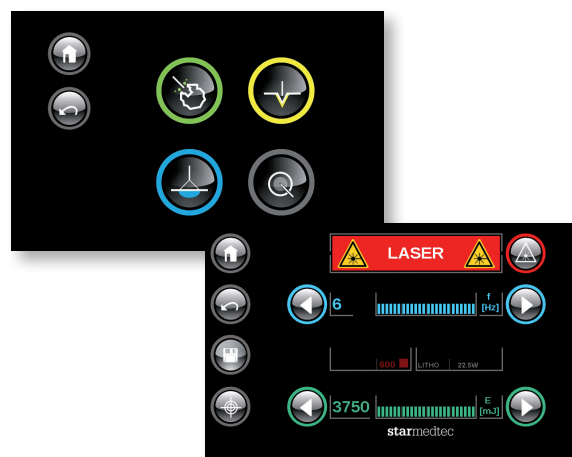 LASER
6
f
[Hz]
600
LITHO 22.5W
3750
E
[mJ]
starmedtec